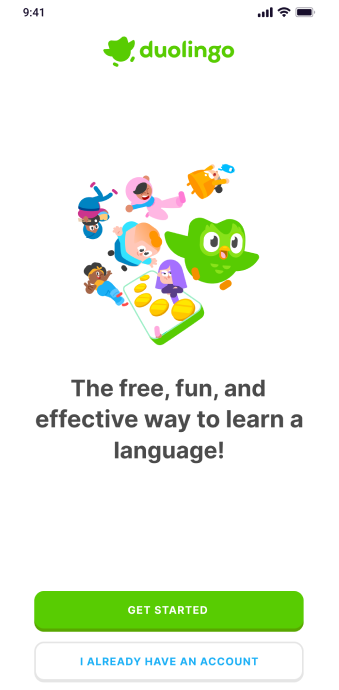 9:41
duolingo
The free, fun, and
effective way to learn a
language!
GET STARTED
I ALREADY HAVE AN ACCOUNT